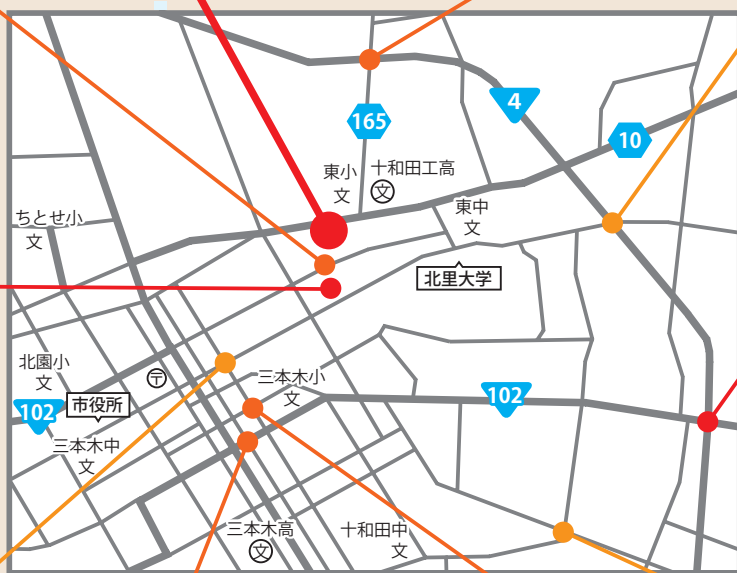 4
165
10
東小
文
十和田工高
文
東中
文
ちとせ小
文
北里大学
北園小
文
〒
三本木小
文
102
市役所
102
三本木中
文
三本木高
文
十和田中
文